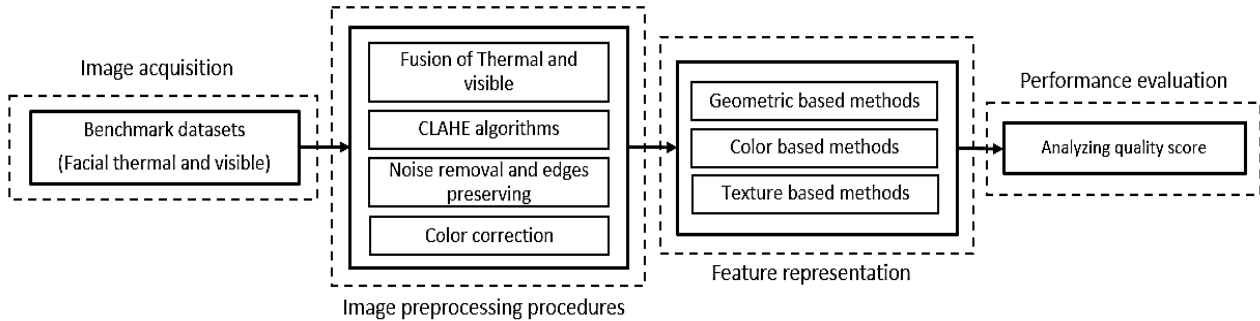 Image acquisition
Benchmark datasets
(Facial thermal and visible)
Fusion of Thermal and
visible
CLAHE algorithms
Noise removal and edges
preserving
Color correction
Image preprocessing procedures
Geometric based methods
Color based methods
Texture based methods
Feature representation
Performance evaluation
Analyzing quality score